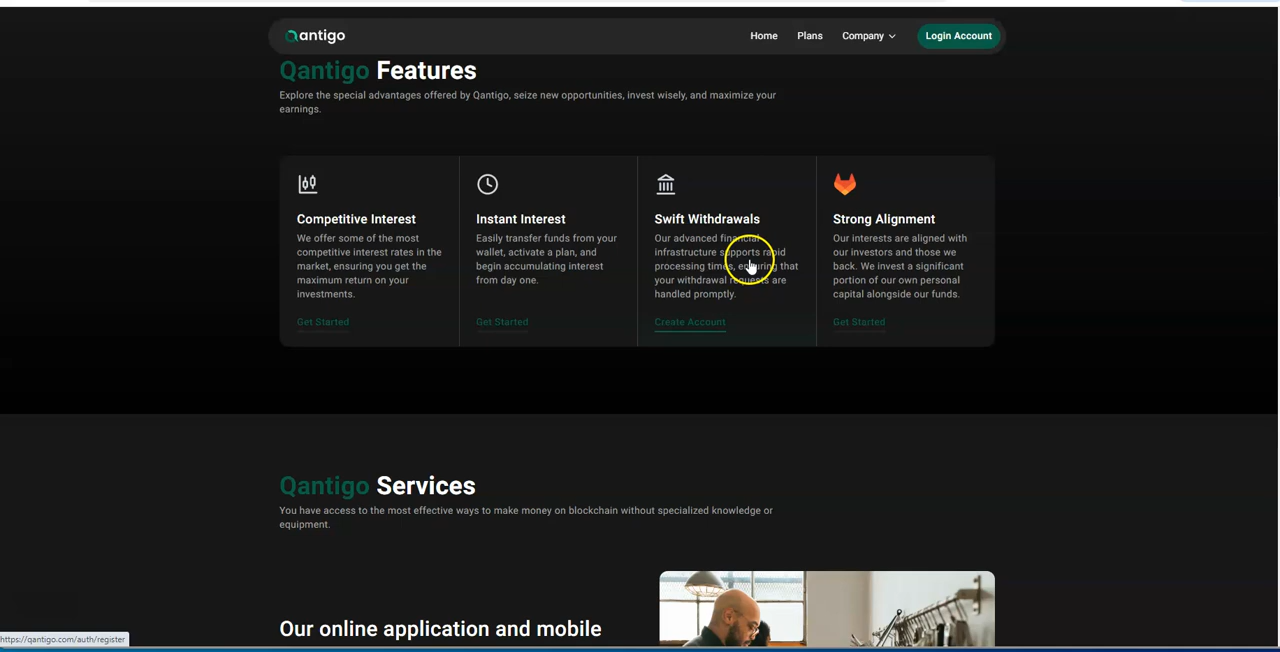 Qantigo
Home
Plans
Company
Login Account
Qantigo Features
Explore the special advantages offered by Qantigo, seize new opportunities, invest wisely, and maximize your
earnings.
Competitive Interest
We offer some of the most
competitive interest rates in the
market, ensuring you get the
maximum return on your
investments.
Get Started
Instant Interest
Easily transfer funds from your
wallet, activate a plan, and
begin accumulating interest
from day one.
Get Started
Swift Withdrawals
Our advanced financial
infrastructure supports rapid
processing times, ensuring that
your withdrawal requests are
handled promptly.
Create Account
Strong Alignment
Our interests are aligned with
our investors and those we
back. We invest a significant
portion of our own personal
capital alongside our funds.
Get Started
Qantigo Services
You have access to the most effective ways to make money on blockchain without specialized knowledge or
equipment.
Our online application and mobile
https://qantigo.com/auth/register